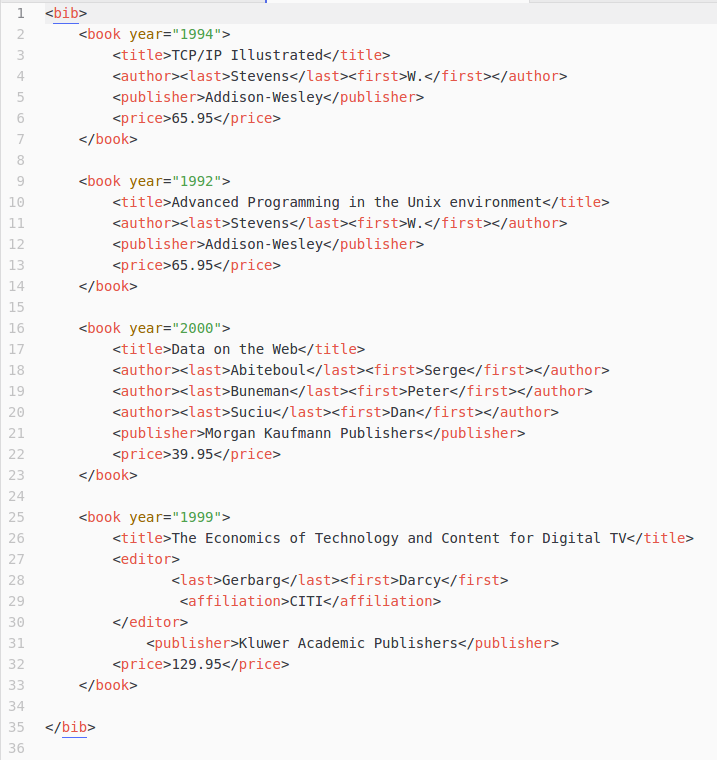 1 <bib>
2     <book year="1994">
3         <title>TCP/IP Illustrated</title>
4         <author><last>Stevens</last><first>W.</first></author>
5         <publisher>Addison-Wesley</publisher>
6         <price>65.95</price>
7     </book>
8
9     <book year="1992">
10         <title>Advanced Programming in the Unix environment</title>
11         <author><last>Stevens</last><first>W.</first></author>
12         <publisher>Addison-Wesley</publisher>
13         <price>65.95</price>
14     </book>
15
16     <book year="2000">
17         <title>Data on the Web</title>
18         <author><last>Abiteboul</last><first>Serge</first></author>
19         <author><last>Buneman</last><first>Peter</first></author>
20         <author><last>Suciu</last><first>Dan</first></author>
21         <publisher>Morgan Kaufmann Publishers</publisher>
22         <price>39.95</price>
23     </book>
24
25     <book year="1999">
26         <title>The Economics of Technology and Content for Digital TV</title>
27         <editor>
28                <last>Gerbarg</last><first>Darcy</first>
29                 <affiliation>CITI</affiliation>
30         </editor>
31             <publisher>Kluwer Academic Publishers</publisher>
32         <price>129.95</price>
33     </book>
34
35 </bib>
36